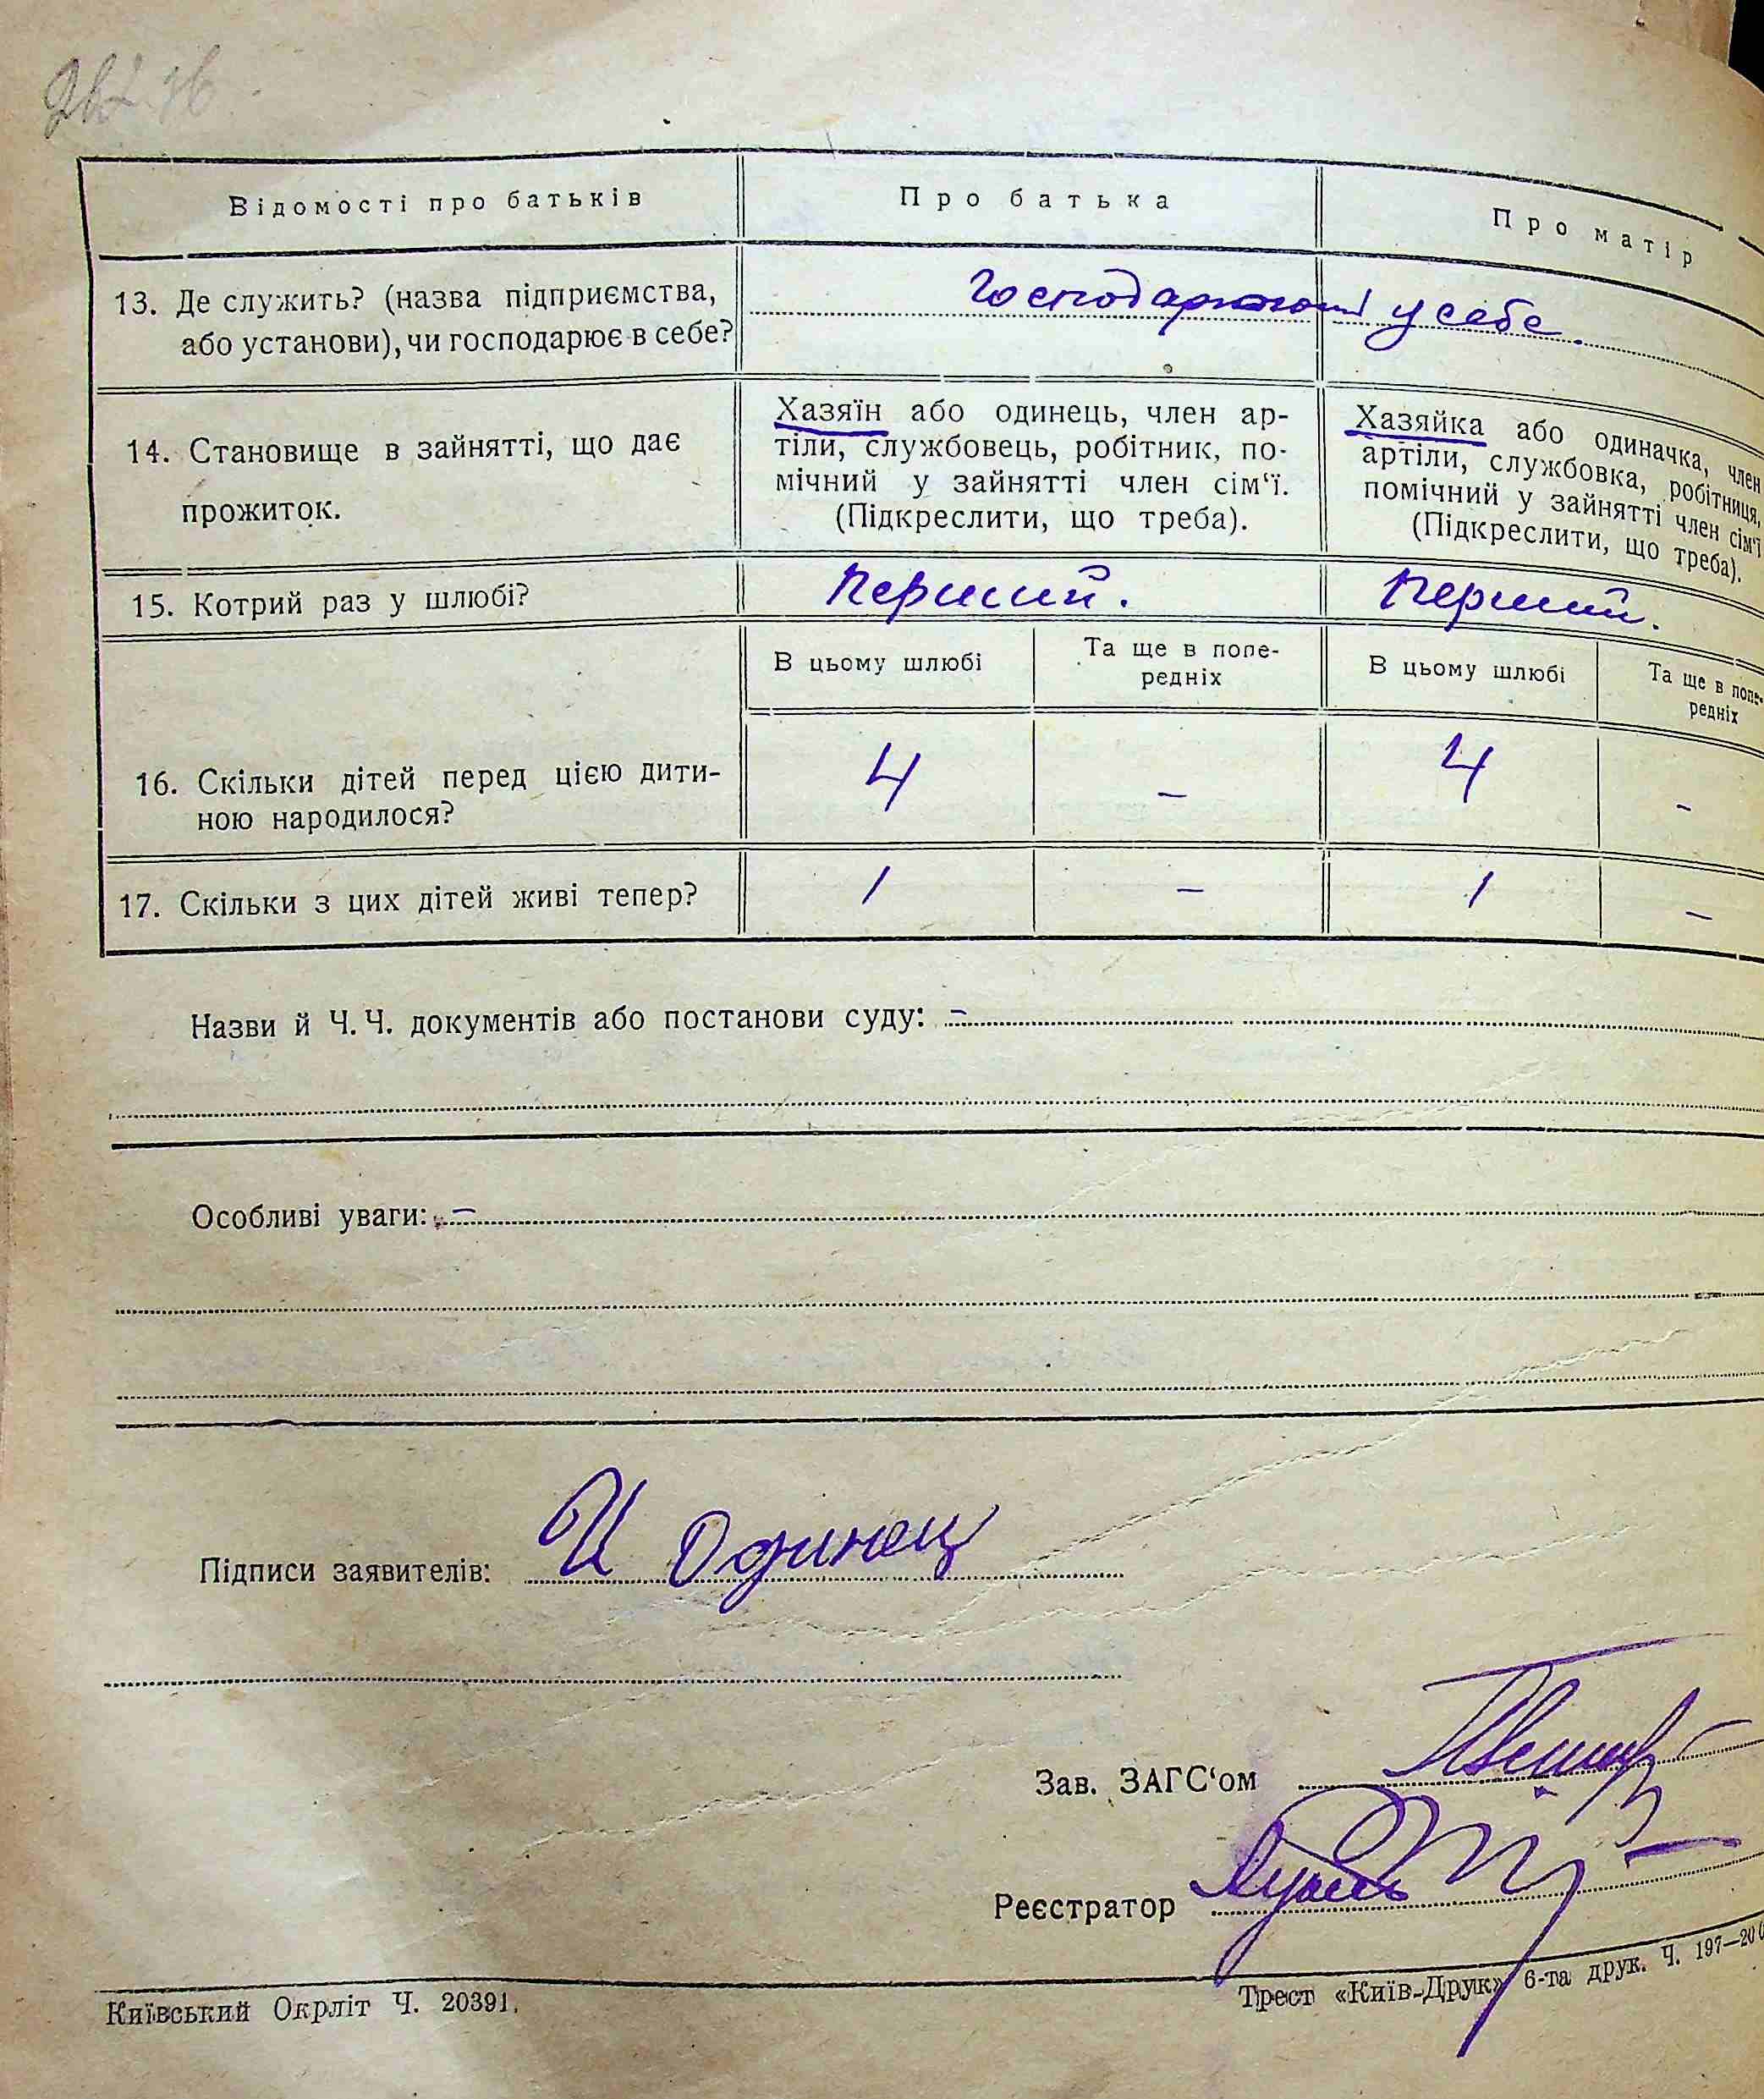 Відомості про батьків
Про батька
Про матір
13. Де служить? (назва підприємства,
або установи), чи господарює в себе?
Господарюють у себе.
14. Становище в зайнятті, що дає
прожиток.
Хазяїн або одинець, член ар-
тіли, службовець, робітник, по-
мічний у зайнятті член сім‘ї.
(Підкреслити, що треба).
Хазяйка або одиначка, член
артіли, службовка, робітниця,
помічний у зайнятті член сім‘ї
(Підкреслити, що треба).
15. Котрий раз у шлюбі?
Перший.
Перший.
В цьому шлюбі
Та ще в попе-
редніх
В цьому шлюбі
Та ще в попе-
редніх
16. Скільки дітей перед цією дити-
ною народилося?
4
–
4
–
17. Скільки з цих дітей живі тепер?
1
–
1
–
Назви й Ч. Ч. документів або постанови суду: –
Особливі уваги: –
Підписи заявителів: И Одинец
Зав. ЗАГС‘ом
Реєстратор
Київський Окрліт Ч. 20391.
Трест «Київ-Друк» 6-та друк. Ч. 197—200